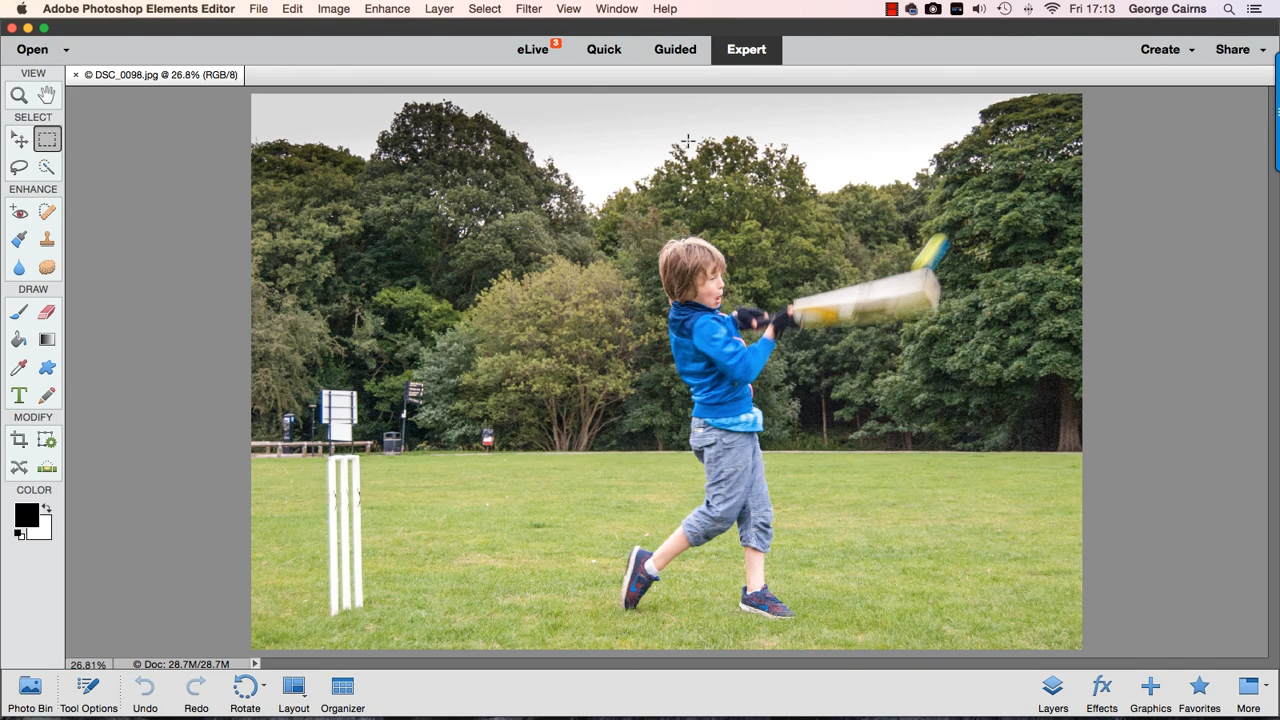 Adobe Photoshop Elements Editor File Edit Image Enhance Layer Select Filter View Window Help Fri 17:13 George Cairns
Open eLive 3 Quick Guided Expert Create Share
VIEW
× © DSC_0098.jpg @ 26.8% (RGB/8)
SELECT
ENHANCE
DRAW
T
MODIFY
COLOR
26.81% © Doc: 28.7M/28.7M
Photo Bin Tool Options Undo Redo Rotate Layout Organizer Layers fx Effects Graphics Favorites More